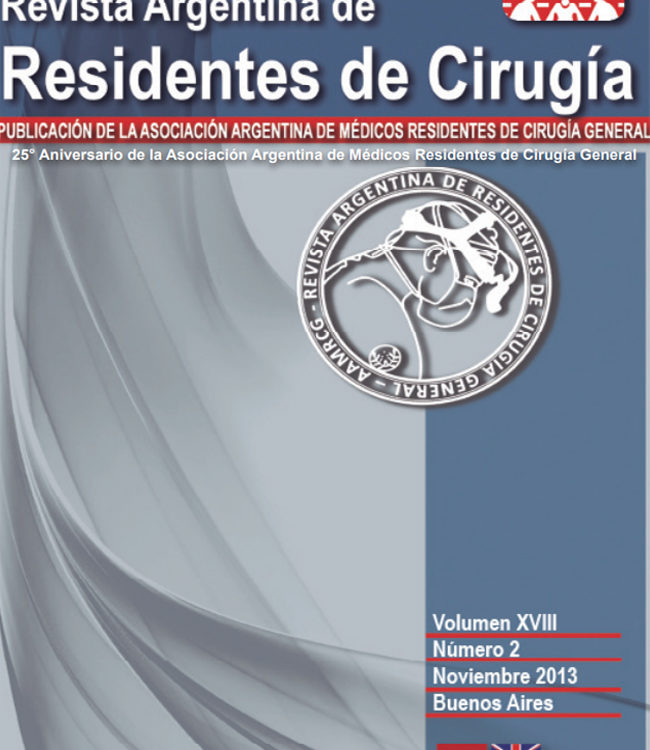 Revista Argentina de
Residentes de Cirugía
PUBLICACIÓN DE LA ASOCIACIÓN ARGENTINA DE MÉDICOS RESIDENTES DE CIRUGÍA GENERAL
25° Aniversario de la Asociación Argentina de Médicos Residentes de Cirugía General
AAMRCG - REVISTA ARGENTINA DE RESIDENTES DE CIRUGIA GENERAL -
Volumen XVIII
Número 2
Noviembre 2013
Buenos Aires